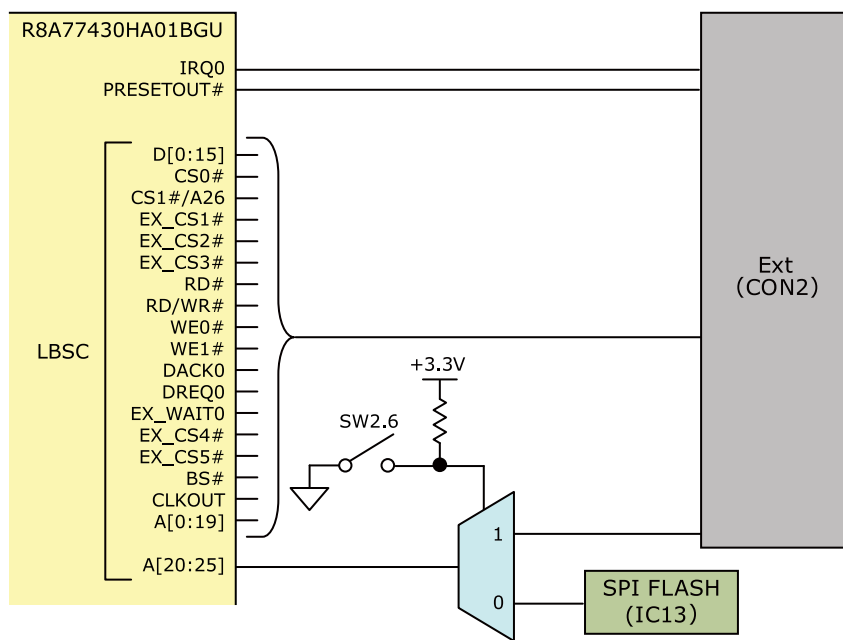 R8A77430HA01BGU
IRQ0
PRESETOUT#
D[0:15]
CS0#
CS1#/A26
EX_CS1#
EX_CS2#
EX_CS3#
RD#
RD/WR#
WE0#
WE1#
DACK0
DREQ0
EX_WAIT0
EX_CS4#
EX_CS5#
BS#
CLKOUT
A[0:19]
A[20:25]
LBSC
+3.3V
SW2.6
1
0
Ext
(CON2)
SPI FLASH
(IC13)